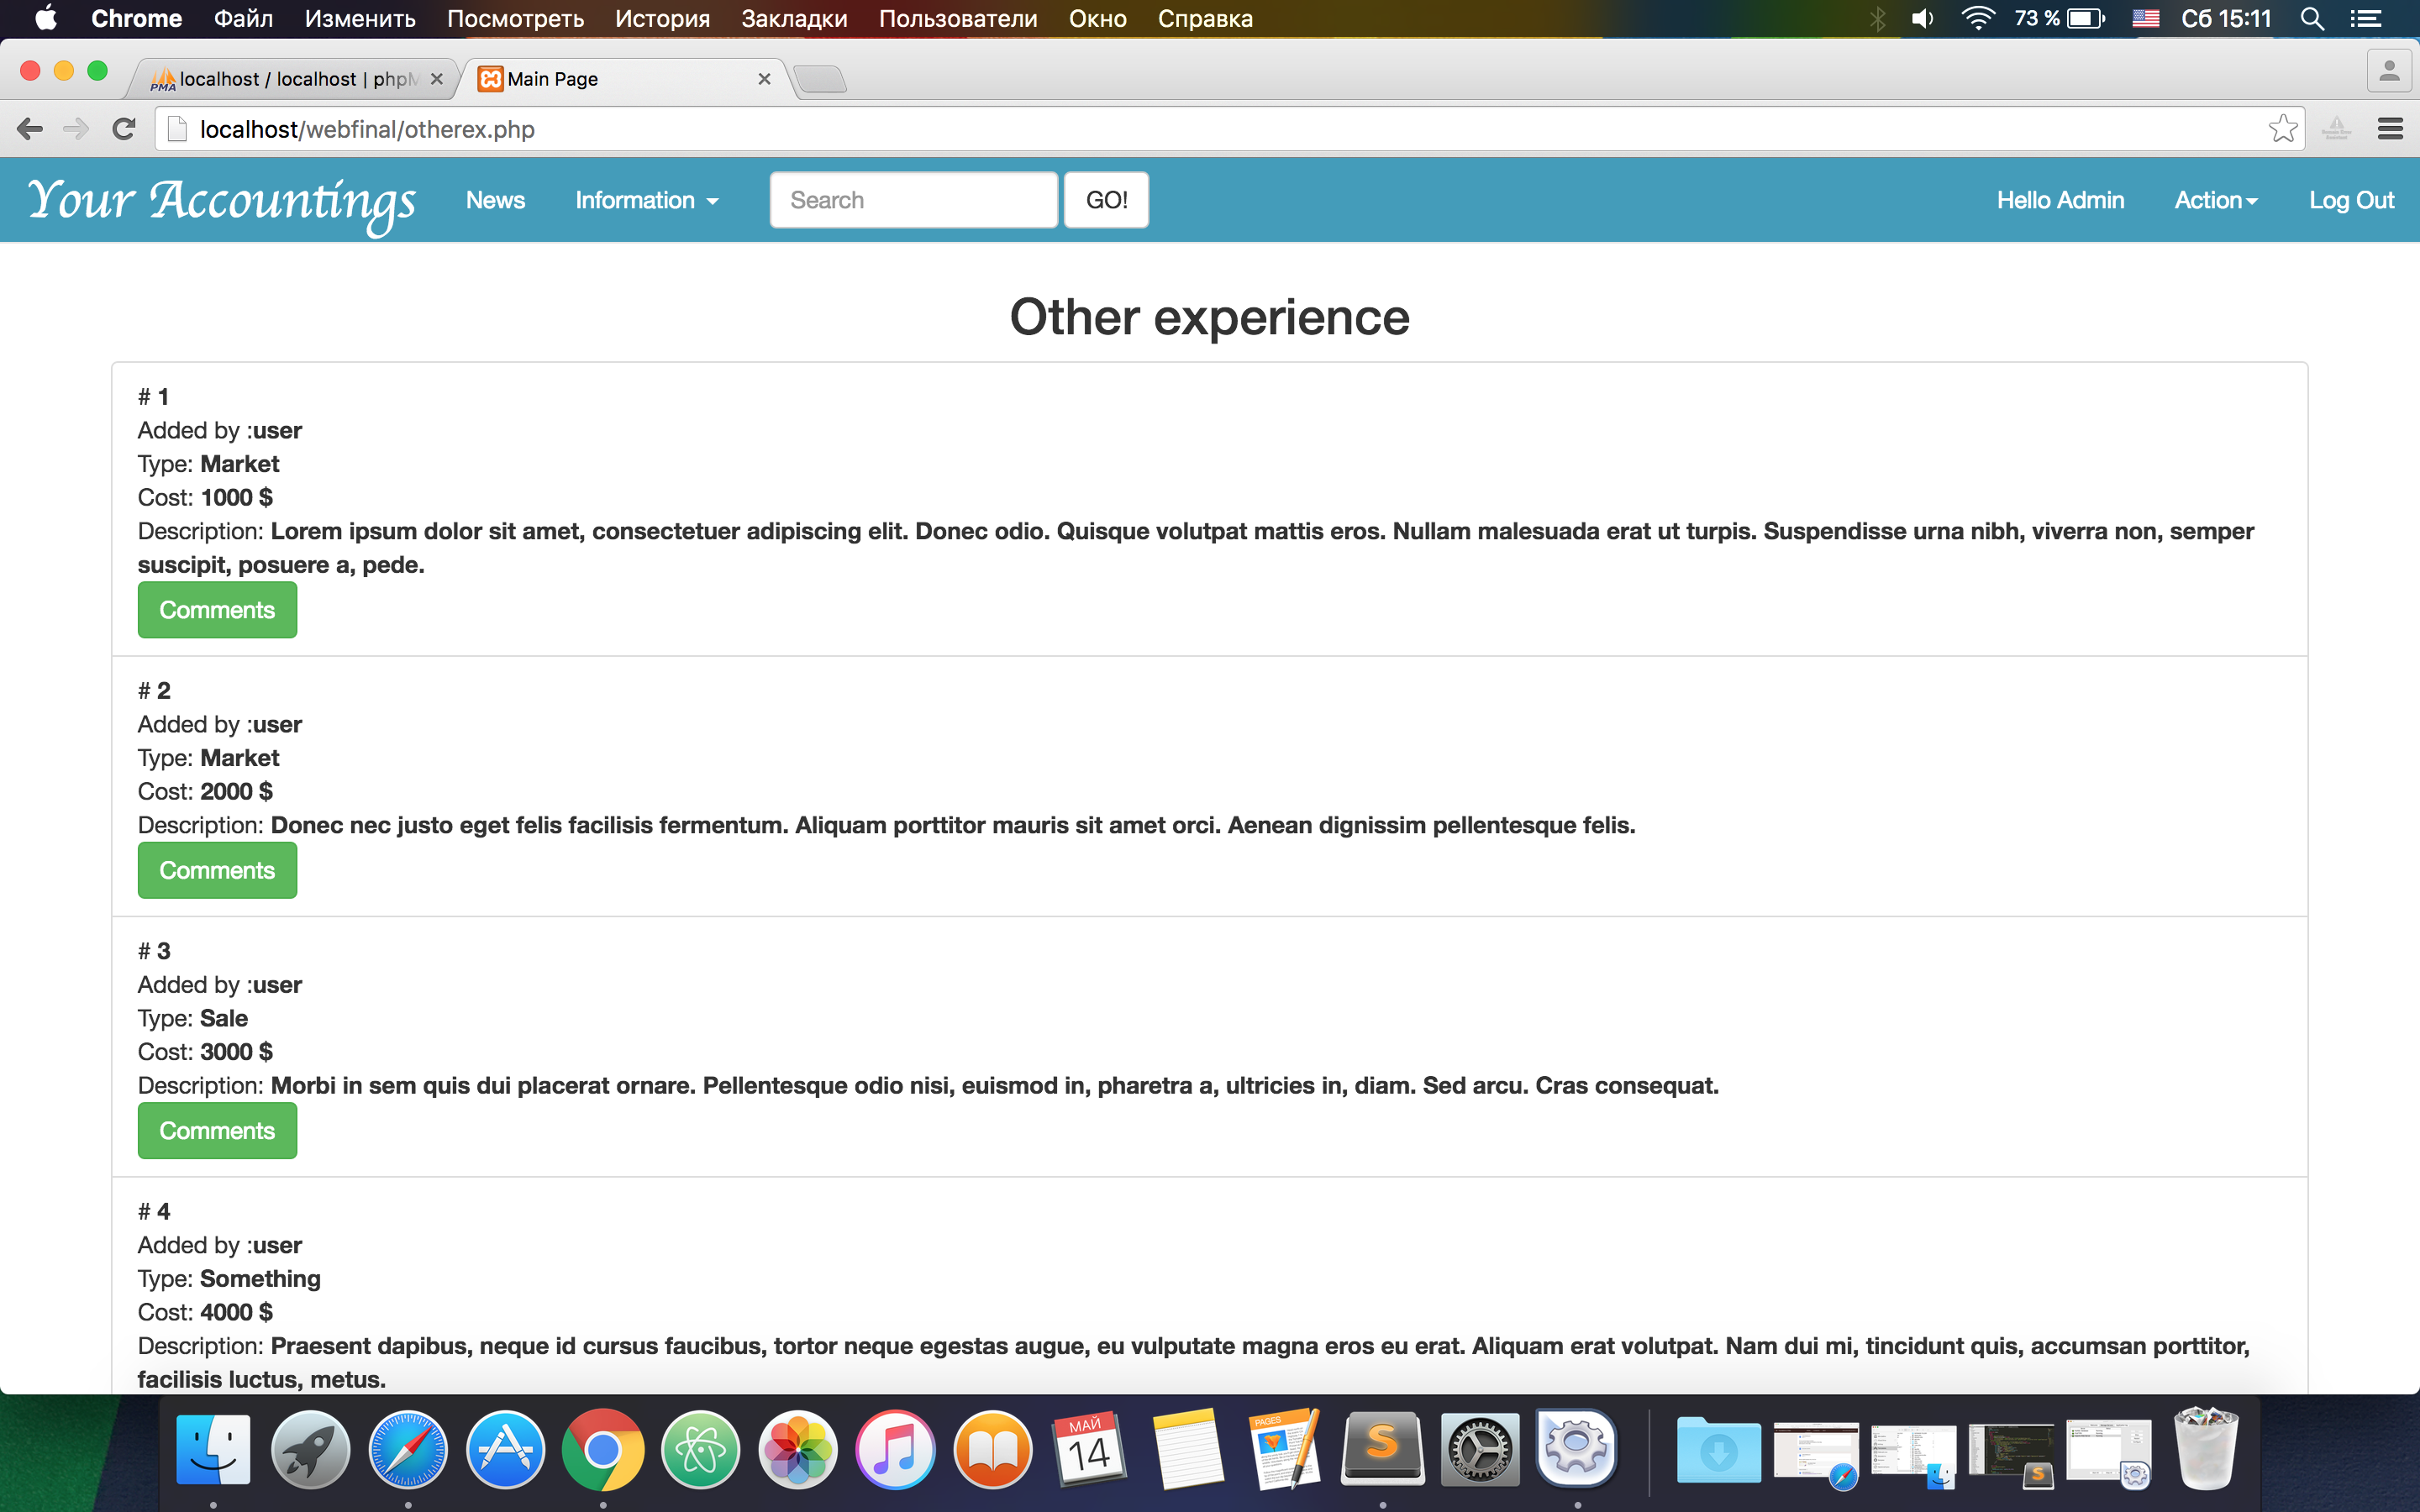 Chrome Файл Изменить Посмотреть История Закладки Пользователи Окно Справка 73 % Сб 15:11
PMA localhost / localhost | phpM Main Page
localhost/webfinal/otherex.php
Your Accountings News Information Search GO! Hello Admin Action Log Out
Other experience
# 1
Added by :user
Type: Market
Cost: 1000 $
Description: Lorem ipsum dolor sit amet, consectetuer adipiscing elit. Donec odio. Quisque volutpat mattis eros. Nullam malesuada erat ut turpis. Suspendisse urna nibh, viverra non, semper
suscipit, posuere a, pede.
Comments
# 2
Added by :user
Type: Market
Cost: 2000 $
Description: Donec nec justo eget felis facilisis fermentum. Aliquam porttitor mauris sit amet orci. Aenean dignissim pellentesque felis.
Comments
# 3
Added by :user
Type: Sale
Cost: 3000 $
Description: Morbi in sem quis dui placerat ornare. Pellentesque odio nisi, euismod in, pharetra a, ultricies in, diam. Sed arcu. Cras consequat.
Comments
# 4
Added by :user
Type: Something
Cost: 4000 $
Description: Praesent dapibus, neque id cursus faucibus, tortor neque egestas augue, eu vulputate magna eros eu erat. Aliquam erat volutpat. Nam dui mi, tincidunt quis, accumsan porttitor,
facilisis luctus, metus.
МАЙ
14
PAGES